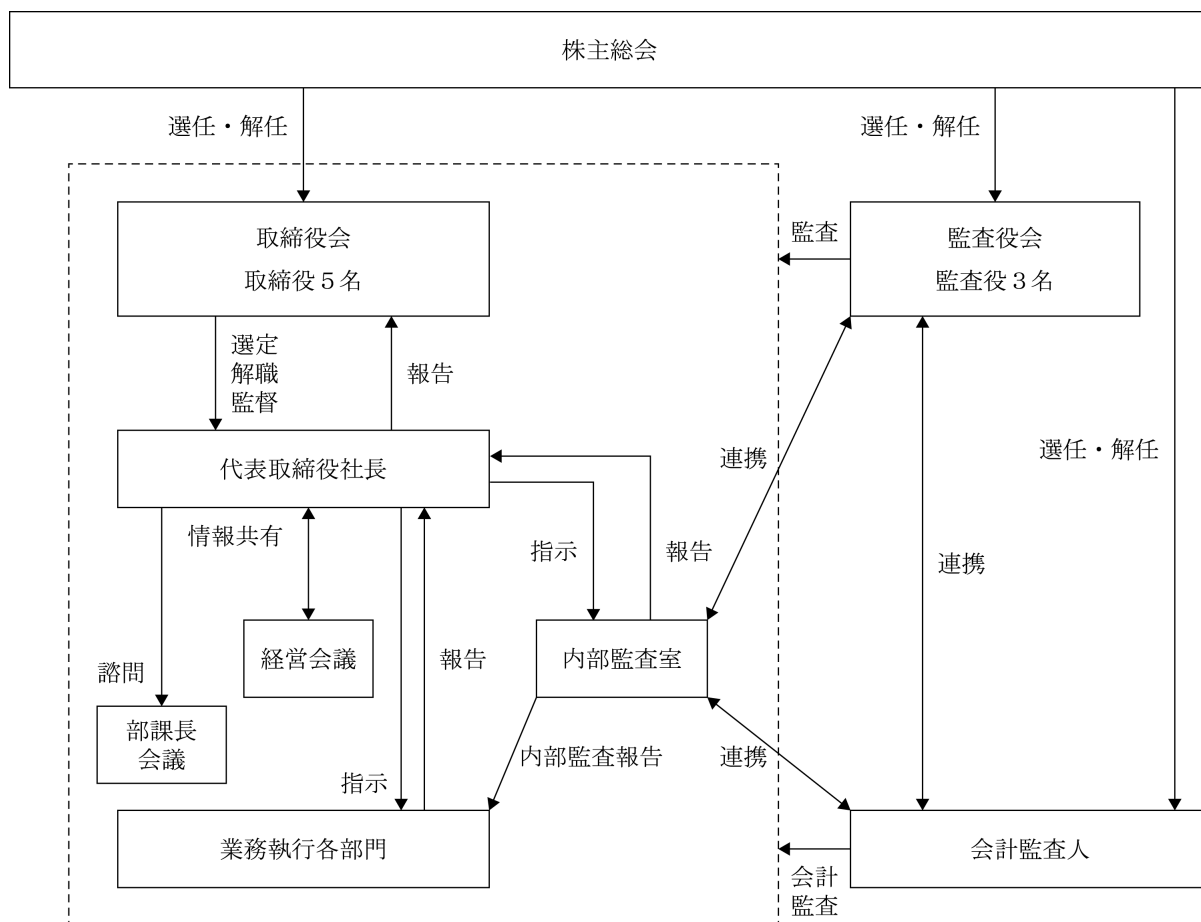 株主総会
選任・解任
選任・解任
取締役会
取締役5名
監査
監査役会
監査役3名
選定
解職
監督
報告
代表取締役社長
連携
選任・解任
情報共有
指示
報告
連携
経営会議
報告
内部監査室
諮問
部課長
会議
内部監査報告
連携
指示
業務執行各部門
会計監査人
会計
監査